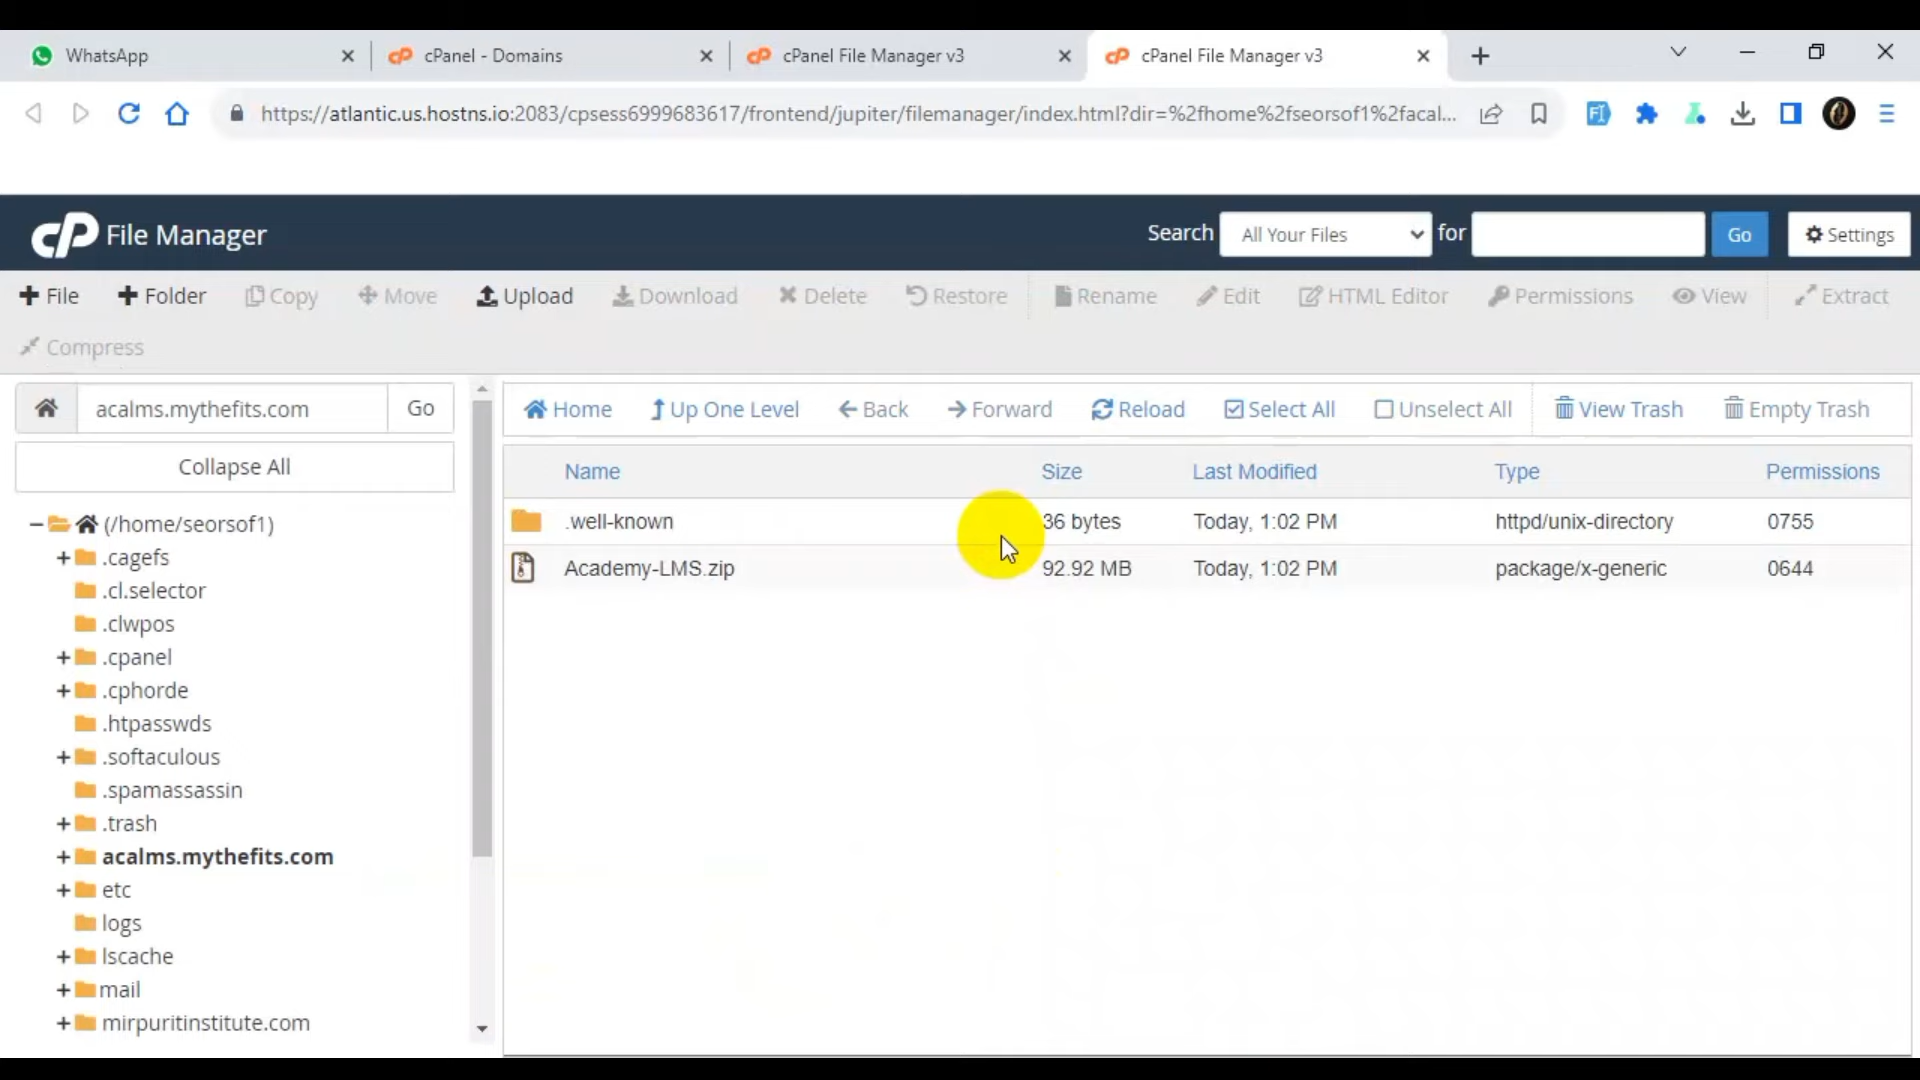 WhatsApp
cPanel - Domains
cPanel File Manager v3
cPanel File Manager v3
https://atlantic.us.hostns.io:2083/cpsess6999683617/frontend/jupiter/filemanager/index.html?dir=%2fhome%2fseorsof1%2facal...
cP File Manager
Search All Your Files for Go Settings
File Folder Copy Move Upload Download Delete Restore Rename Edit HTML Editor Permissions View Extract
Compress
acalms.mythefits.com Go
Collapse All
(/home/seorsof1)
.cagefs
.cl.selector
.clwpos
.cpanel
.cphorde
.htpasswds
.softaculous
.spamassassin
.trash
acalms.mythefits.com
etc
logs
lscache
mail
mirpuritinstitute.com
Home Up One Level Back Forward Reload Select All Unselect All View Trash Empty Trash
Name Size Last Modified Type Permissions
.well-known 36 bytes Today, 1:02 PM httpd/unix-directory 0755
Academy-LMS.zip 92.92 MB Today, 1:02 PM package/x-generic 0644